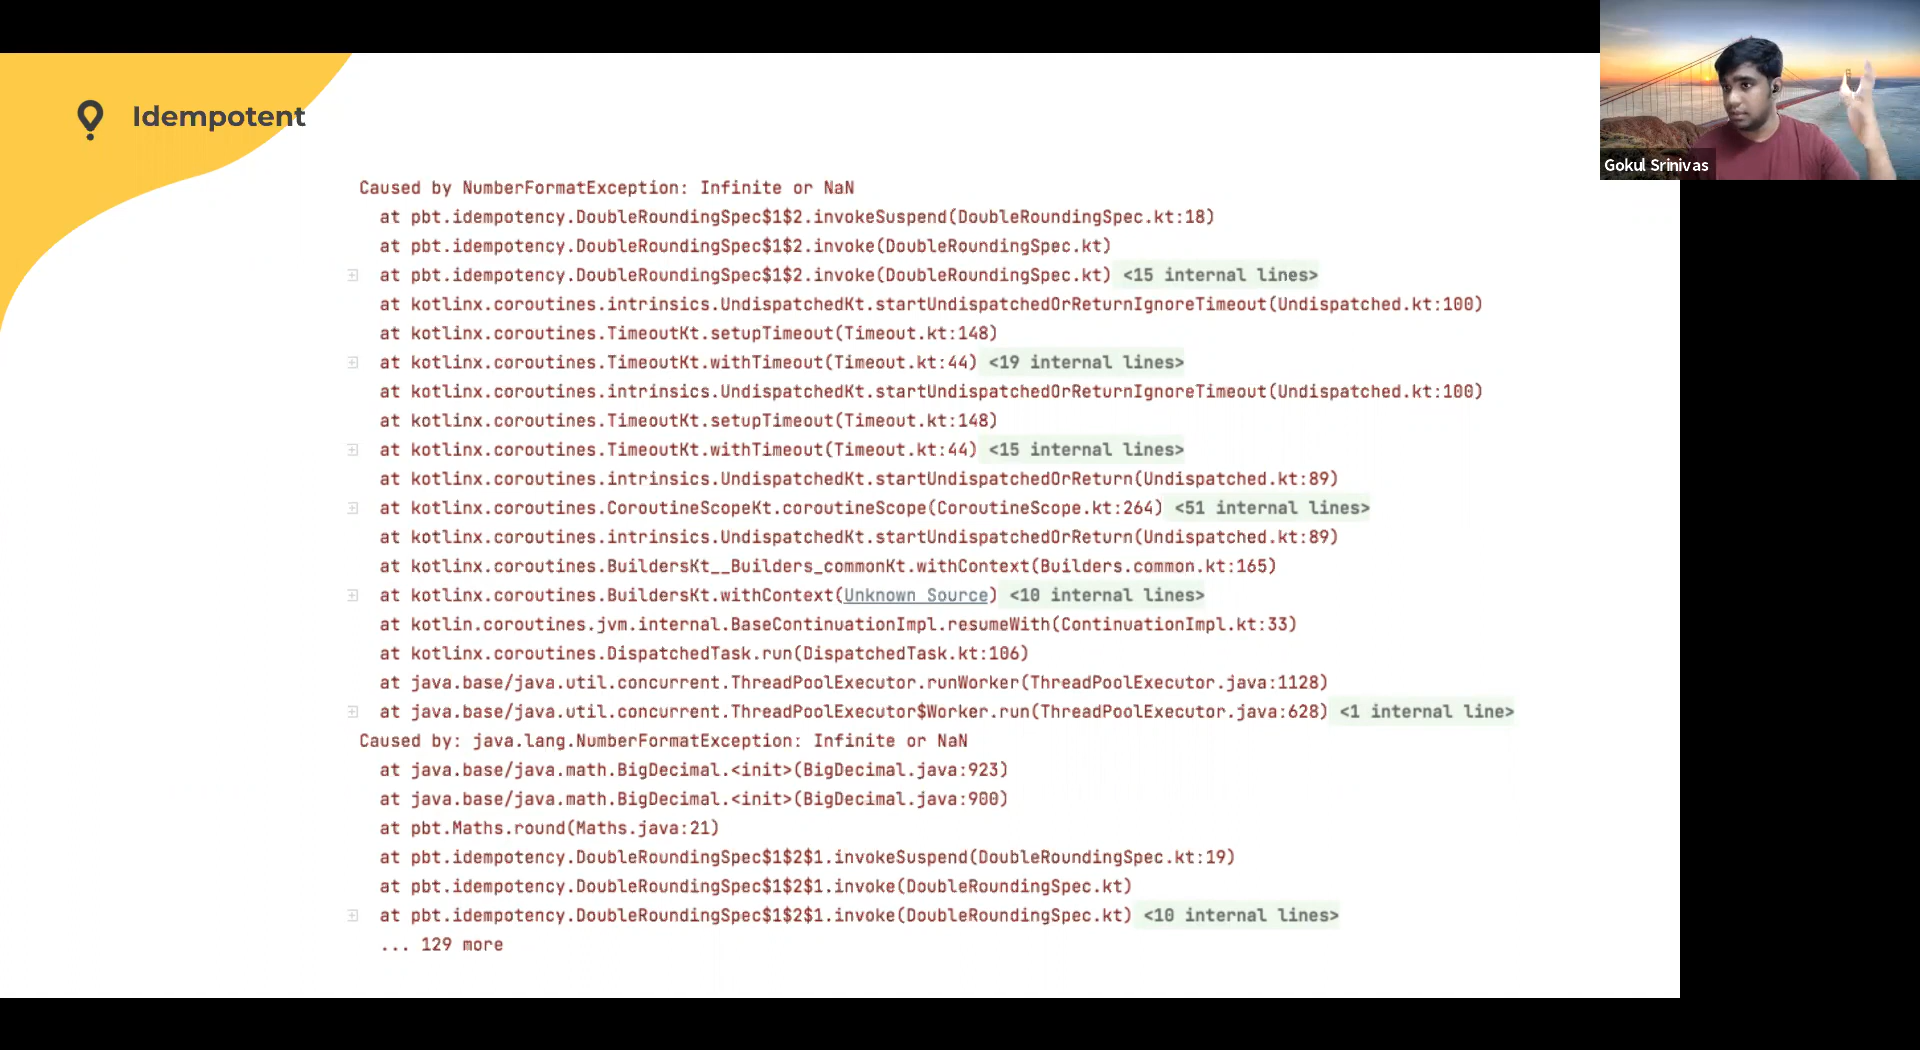 Idempotent
Gokul Srinivas
Caused by NumberFormatException: Infinite or NaN
at pbt.idempotency.DoubleRoundingSpec$1$2.invokeSuspend(DoubleRoundingSpec.kt:18)
at pbt.idempotency.DoubleRoundingSpec$1$2.invoke(DoubleRoundingSpec.kt)
at pbt.idempotency.DoubleRoundingSpec$1$2.invoke(DoubleRoundingSpec.kt) <15 internal lines>
at kotlinx.coroutines.intrinsics.UndispatchedKt.startUndispatchedOrReturnIgnoreTimeout(Undispatched.kt:100)
at kotlinx.coroutines.TimeoutKt.setupTimeout(Timeout.kt:148)
at kotlinx.coroutines.TimeoutKt.withTimeout(Timeout.kt:44) <19 internal lines>
at kotlinx.coroutines.intrinsics.UndispatchedKt.startUndispatchedOrReturnIgnoreTimeout(Undispatched.kt:100)
at kotlinx.coroutines.TimeoutKt.setupTimeout(Timeout.kt:148)
at kotlinx.coroutines.TimeoutKt.withTimeout(Timeout.kt:44) <15 internal lines>
at kotlinx.coroutines.intrinsics.UndispatchedKt.startUndispatchedOrReturn(Undispatched.kt:89)
at kotlinx.coroutines.CoroutineScopeKt.coroutineScope(CoroutineScope.kt:264) <51 internal lines>
at kotlinx.coroutines.intrinsics.UndispatchedKt.startUndispatchedOrReturn(Undispatched.kt:89)
at kotlinx.coroutines.BuildersKt__Builders_commonKt.withContext(Builders.common.kt:165)
at kotlinx.coroutines.BuildersKt.withContext(Unknown Source) <10 internal lines>
at kotlin.coroutines.jvm.internal.BaseContinuationImpl.resumeWith(ContinuationImpl.kt:33)
at kotlinx.coroutines.DispatchedTask.run(DispatchedTask.kt:106)
at java.base/java.util.concurrent.ThreadPoolExecutor.runWorker(ThreadPoolExecutor.java:1128)
at java.base/java.util.concurrent.ThreadPoolExecutor$Worker.run(ThreadPoolExecutor.java:628) <1 internal line>
Caused by: java.lang.NumberFormatException: Infinite or NaN
at java.base/java.math.BigDecimal.<init>(BigDecimal.java:923)
at java.base/java.math.BigDecimal.<init>(BigDecimal.java:900)
at pbt.Maths.round(Maths.java:21)
at pbt.idempotency.DoubleRoundingSpec$1$2$1.invokeSuspend(DoubleRoundingSpec.kt:19)
at pbt.idempotency.DoubleRoundingSpec$1$2$1.invoke(DoubleRoundingSpec.kt)
at pbt.idempotency.DoubleRoundingSpec$1$2$1.invoke(DoubleRoundingSpec.kt) <10 internal lines>
... 129 more